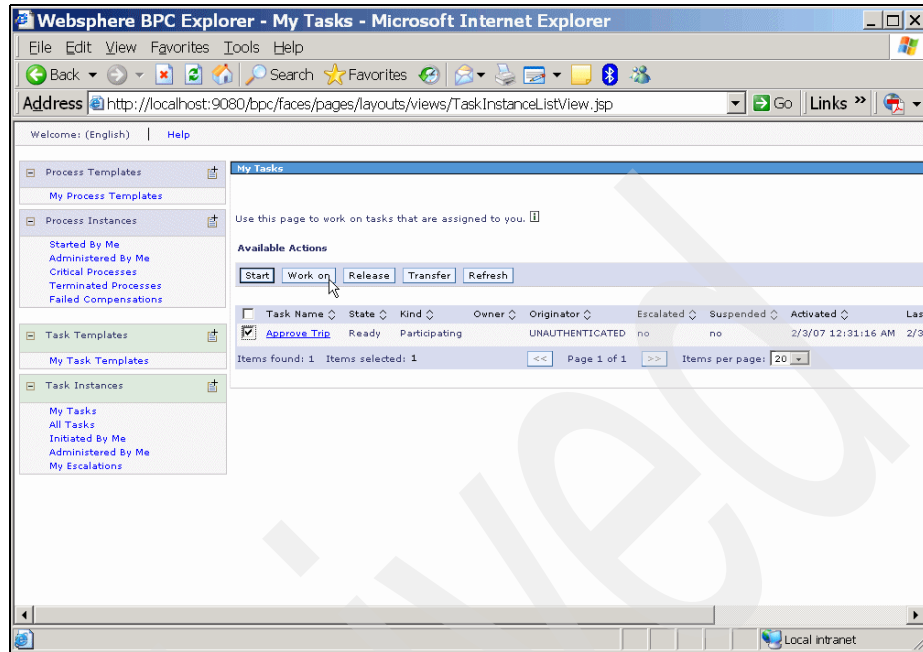 Websphere BPC Explorer - My Tasks - Microsoft Internet Explorer
File Edit View Favorites Tools Help
Back Search Favorites
Address http://localhost:9080/bpc/faces/pages/layouts/views/TaskInstanceListView.jsp Go Links »
Welcome: (English) | Help
Process Templates
My Process Templates
Process Instances
Started By Me
Administered By Me
Critical Processes
Terminated Processes
Failed Compensations
Task Templates
My Task Templates
Task Instances
My Tasks
All Tasks
Initiated By Me
Administered By Me
My Escalations
My Tasks
Use this page to work on tasks that are assigned to you. i
Available Actions
Start Work on Release Transfer Refresh
Task Name State Kind Owner Originator Escalated Suspended Activated Las
Approve Trip Ready Participating UNAUTHENTICATED no no 2/3/07 12:31:16 AM 2/3
Items found: 1 Items selected: 1 << Page 1 of 1 >> Items per page: 20
Local intranet
ived